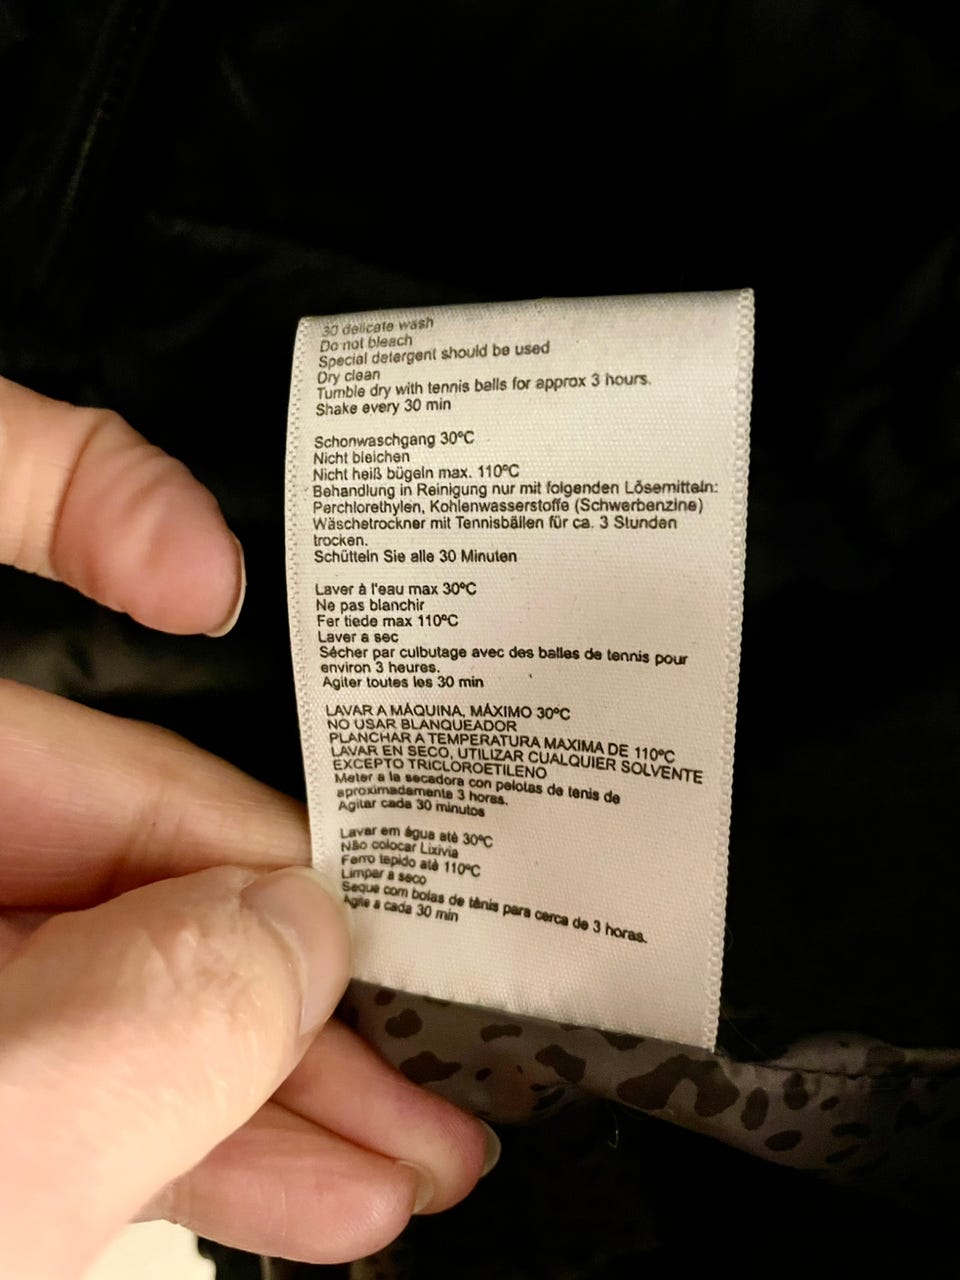 30 delicate wash
Do not bleach
Special detergent should be used
Dry clean
Tumble dry with tennis balls for approx 3 hours.
Shake every 30 min
Schonwaschgang 30ºC
Nicht bleichen
Nicht heiß bügeln max. 110ºC
Behandlung in Reinigung nur mit folgenden Lösemitteln:
Perchlorethylen, Kohlenwasserstoffe (Schwerbenzine)
Wäschetrockner mit Tennisbällen für ca. 3 Stunden
trocken.
Schütteln Sie alle 30 Minuten
Laver à l'eau max 30ºC
Ne pas blanchir
Fer tiede max 110ºC
Laver a sec
Sécher par culbutage avec des balles de tennis pour
environ 3 heures.
Agiter toutes les 30 min
LAVAR A MÁQUINA, MÁXIMO 30ºC
NO USAR BLANQUEADOR
PLANCHAR A TEMPERATURA MAXIMA DE 110ºC
LAVAR EN SECO, UTILIZAR CUALQUIER SOLVENTE
EXCEPTO TRICLOROETILENO
Meter a la secadora con pelotas de tenis de
aproximadamente 3 horas.
Agitar cada 30 minutos
Lavar em água atè 30ºC
Não colocar Lixivia
Ferro tepido atè 110ºC
Limpar a seco
Seque com bolas de tênis para cerca de 3 horas.
Agite a cada 30 min